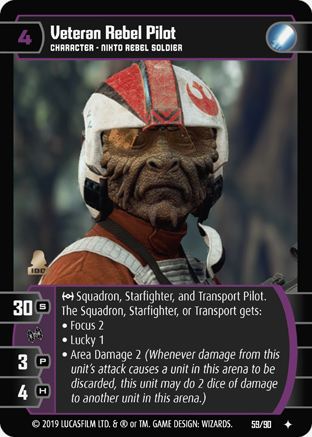 4 Veteran Rebel Pilot
CHARACTER • NIKTO REBEL SOLDIER
100
30 S
3 P
4 H
Squadron, Starfighter, and Transport Pilot.
The Squadron, Starfighter, or Transport gets:
• Focus 2
• Lucky 1
• Area Damage 2 (Whenever damage from this
unit's attack causes a unit in this arena to be
discarded, this unit may do 2 dice of damage
to another unit in this arena.)
© 2019 LUCASFILM LTD. & ® or TM. GAME DESIGN: WIZARDS. 59/90